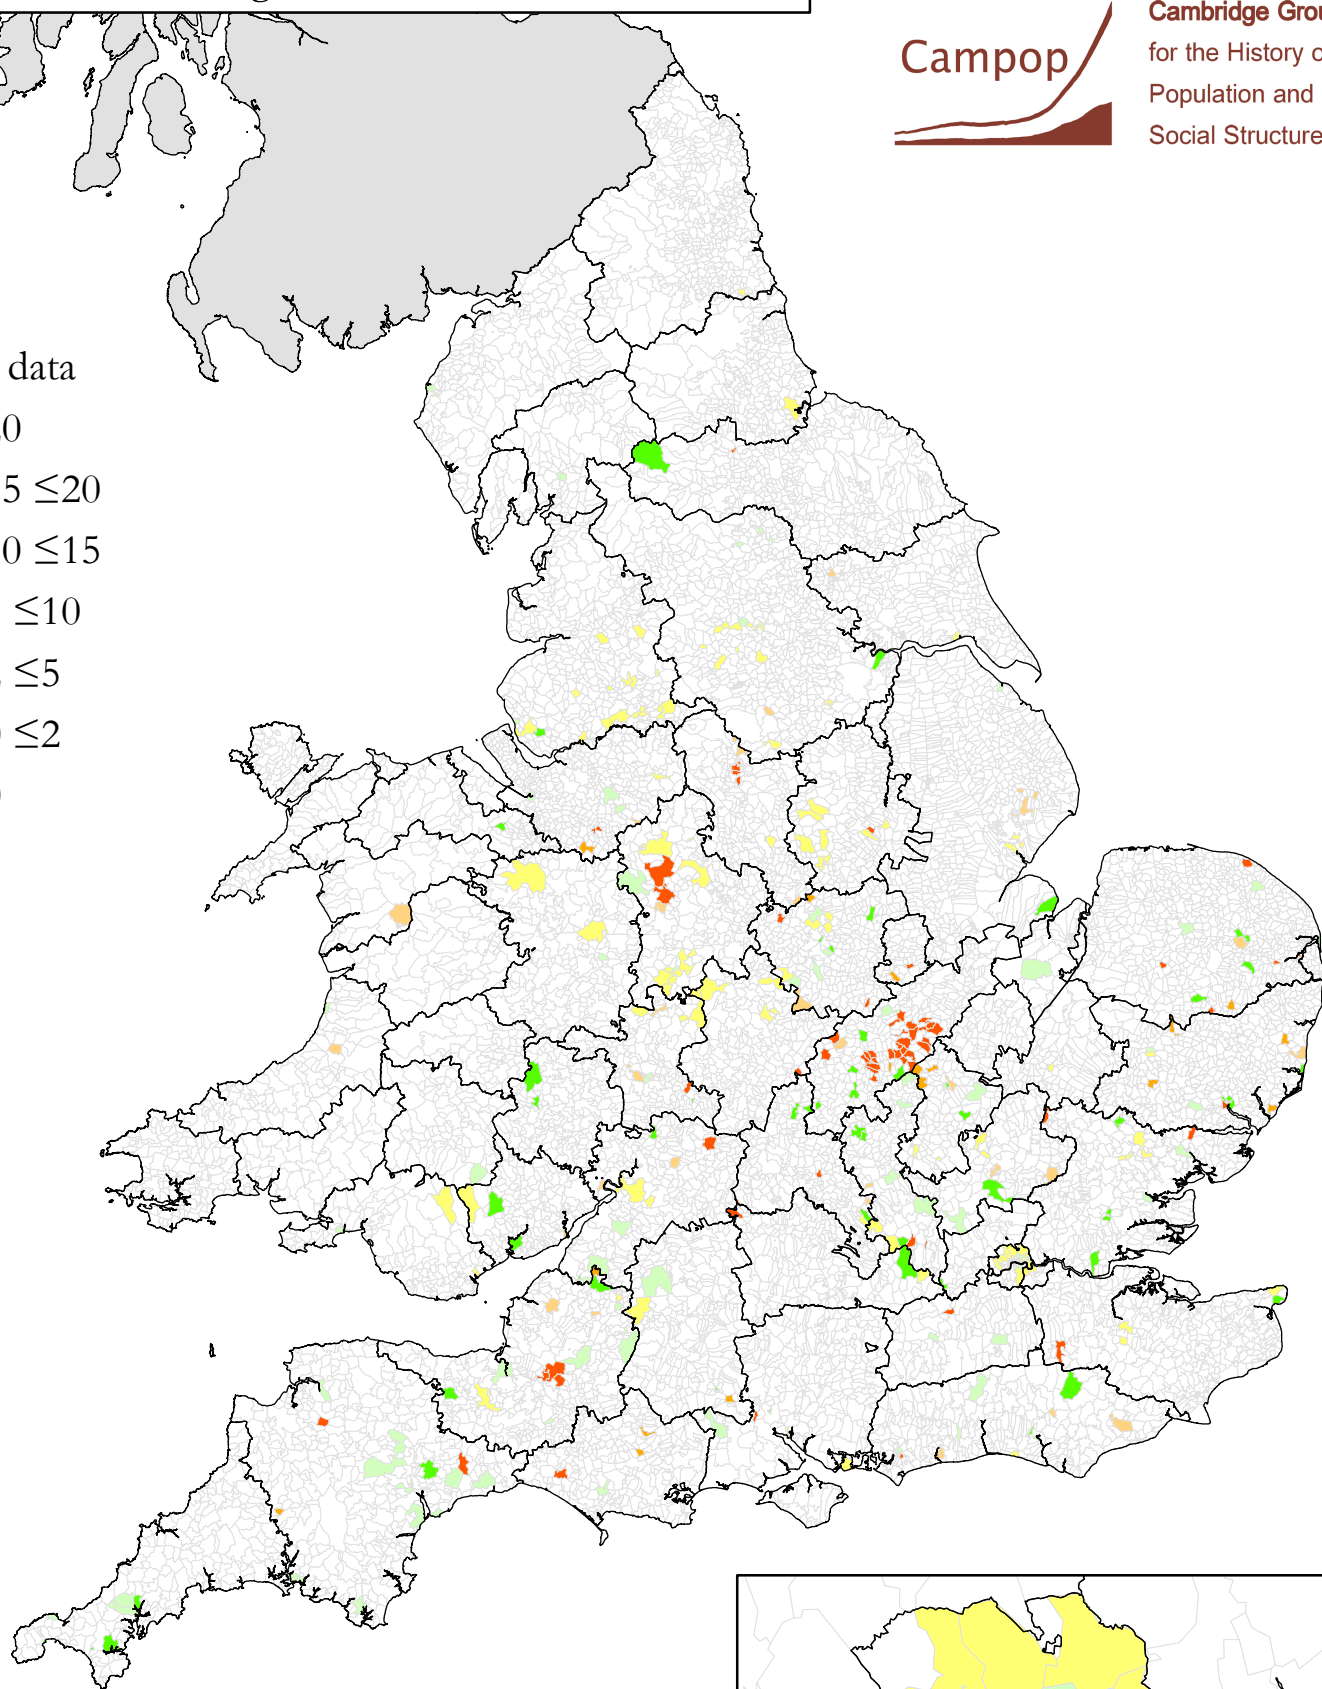 Campop
Cambridge Grou
for the History o
Population and
Social Structure
data
0
5 ≤20
0 ≤15
≤10
≤5
≤2